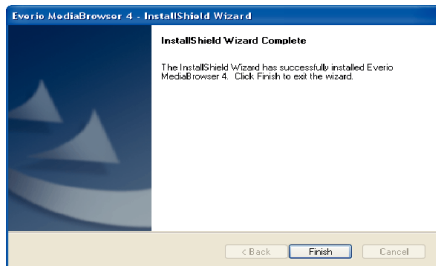 Everio MediaBrowser 4 - InstallShield Wizard
InstallShield Wizard Complete
The InstallShield Wizard has successfully installed Everio
MediaBrowser 4. Click Finish to exit the wizard.
< Back
Finish
Cancel